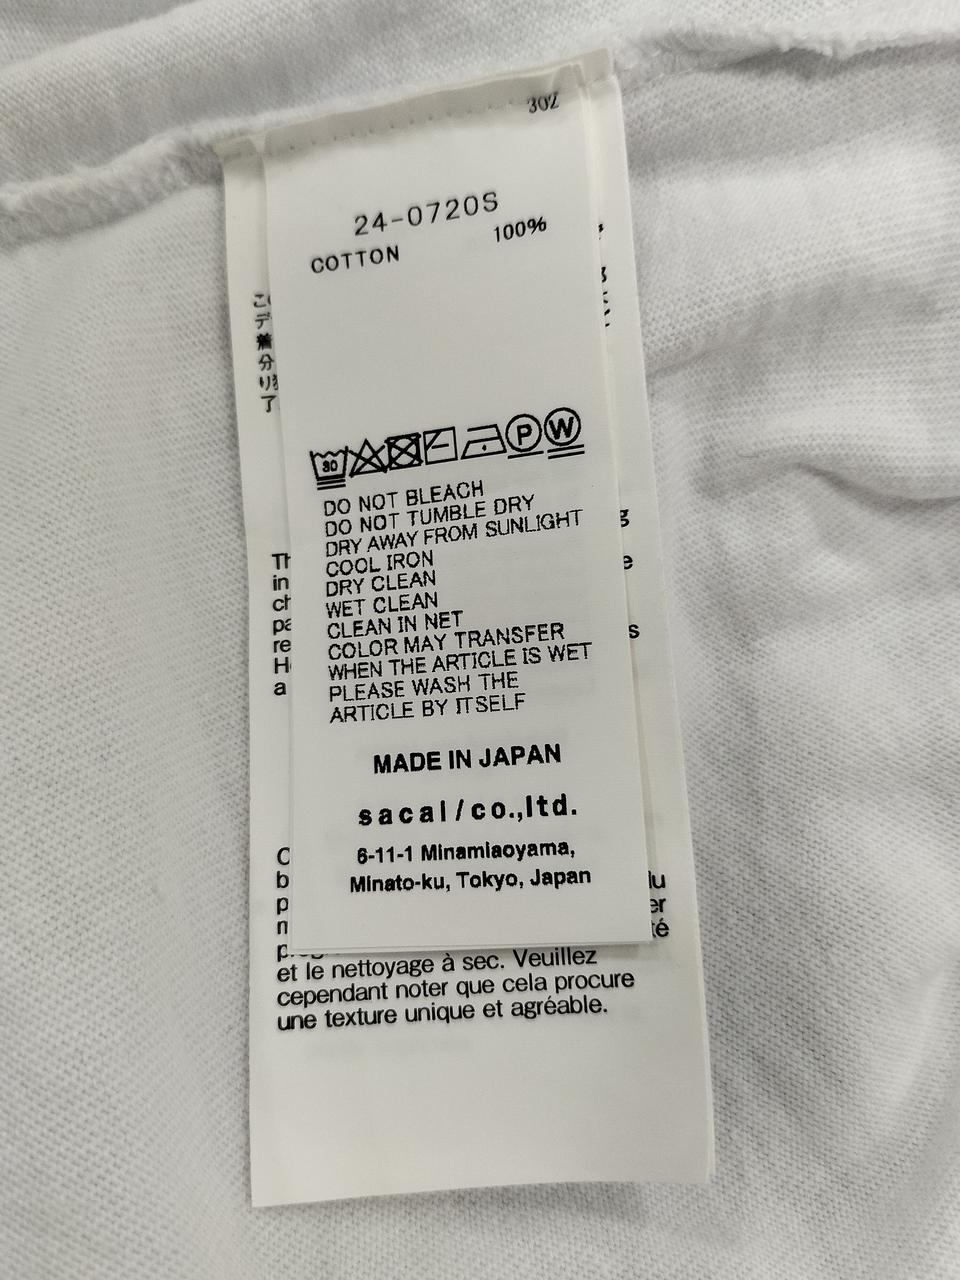 302
24-0720S
COTTON 100%
30
P
W
DO NOT BLEACH
DO NOT TUMBLE DRY
DRY AWAY FROM SUNLIGHT
COOL IRON
DRY CLEAN
WET CLEAN
CLEAN IN NET
COLOR MAY TRANSFER
WHEN THE ARTICLE IS WET
PLEASE WASH THE
ARTICLE BY ITSELF
MADE IN JAPAN
sacai/co.,ltd.
6-11-1 Minamiaoyama,
Minato-ku, Tokyo, Japan
et le nettoyage à sec. Veuillez
cependant noter que cela procure
une texture unique et agréable.